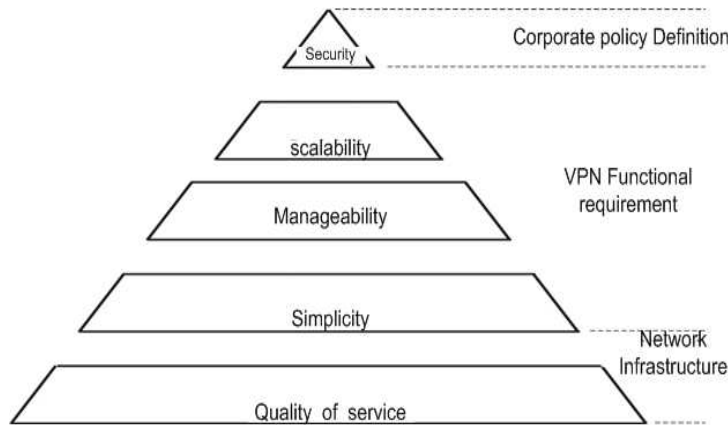 Corporate policy Definition
Security
scalability
VPN Functional
requirement
Manageability
Simplicity
Network
Infrastructure
Quality of service